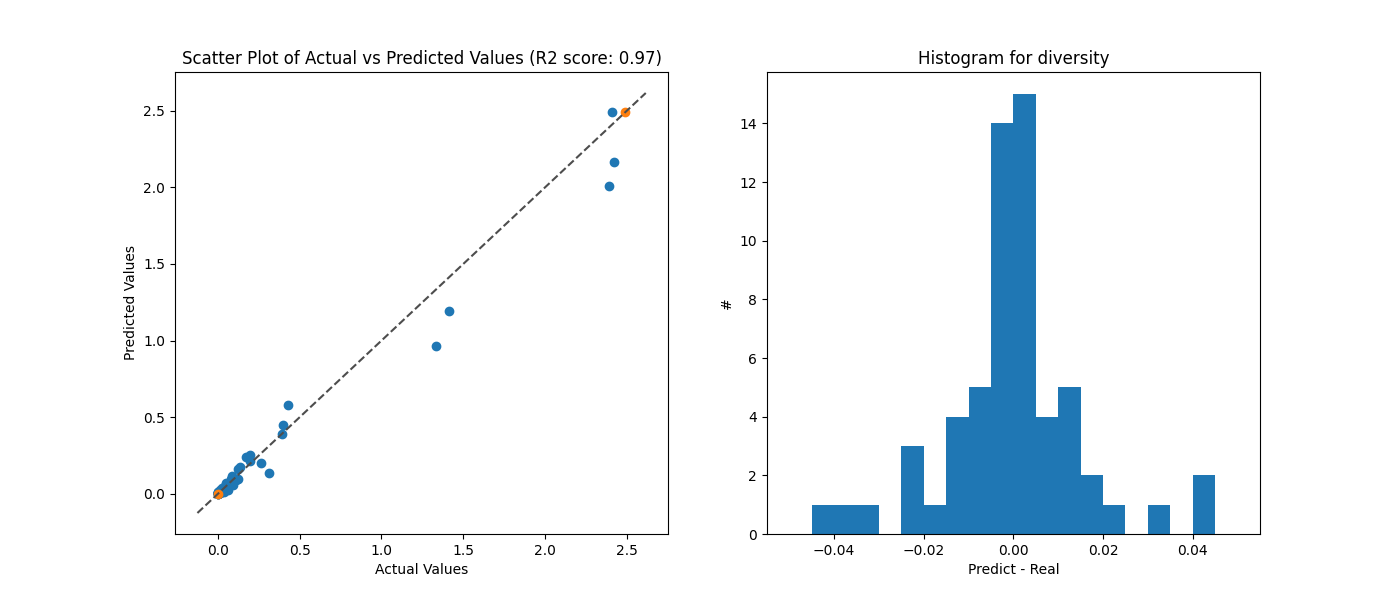 Scatter Plot of Actual vs Predicted Values (R2 score: 0.97)
2.5
2.0
1.5
1.0
0.5
0.0
Predicted Values
0.0 0.5 1.0 1.5 2.0 2.5
Actual Values
Histogram for diversity
14
12
10
8
6
4
2
0
#
−0.04 −0.02 0.00 0.02 0.04
Predict - Real